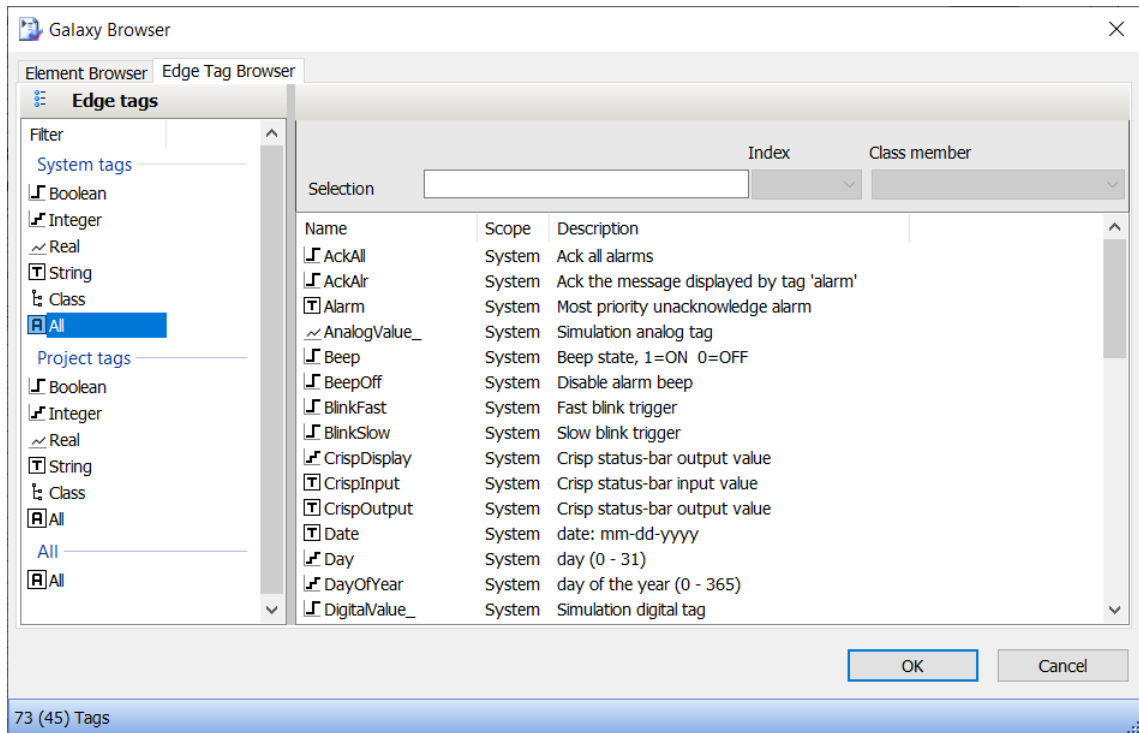 Galaxy Browser
Element Browser Edge Tag Browser
Edge tags
Filter
System tags
Boolean
Integer
Real
String
Class
All
Project tags
Boolean
Integer
Real
String
Class
All
All
All
Index Class member
Selection
Name Scope Description
AckAll System Ack all alarms
AckAlr System Ack the message displayed by tag 'alarm'
Alarm System Most priority unacknowledge alarm
AnalogValue_ System Simulation analog tag
Beep System Beep state, 1=ON 0=OFF
BeepOff System Disable alarm beep
BlinkFast System Fast blink trigger
BlinkSlow System Slow blink trigger
CrispDisplay System Crisp status-bar output value
CrispInput System Crisp status-bar input value
CrispOutput System Crisp status-bar output value
Date System date: mm-dd-yyyy
Day System day (0 - 31)
DayOfYear System day of the year (0 - 365)
DigitalValue_ System Simulation digital tag
OK Cancel
73 (45) Tags